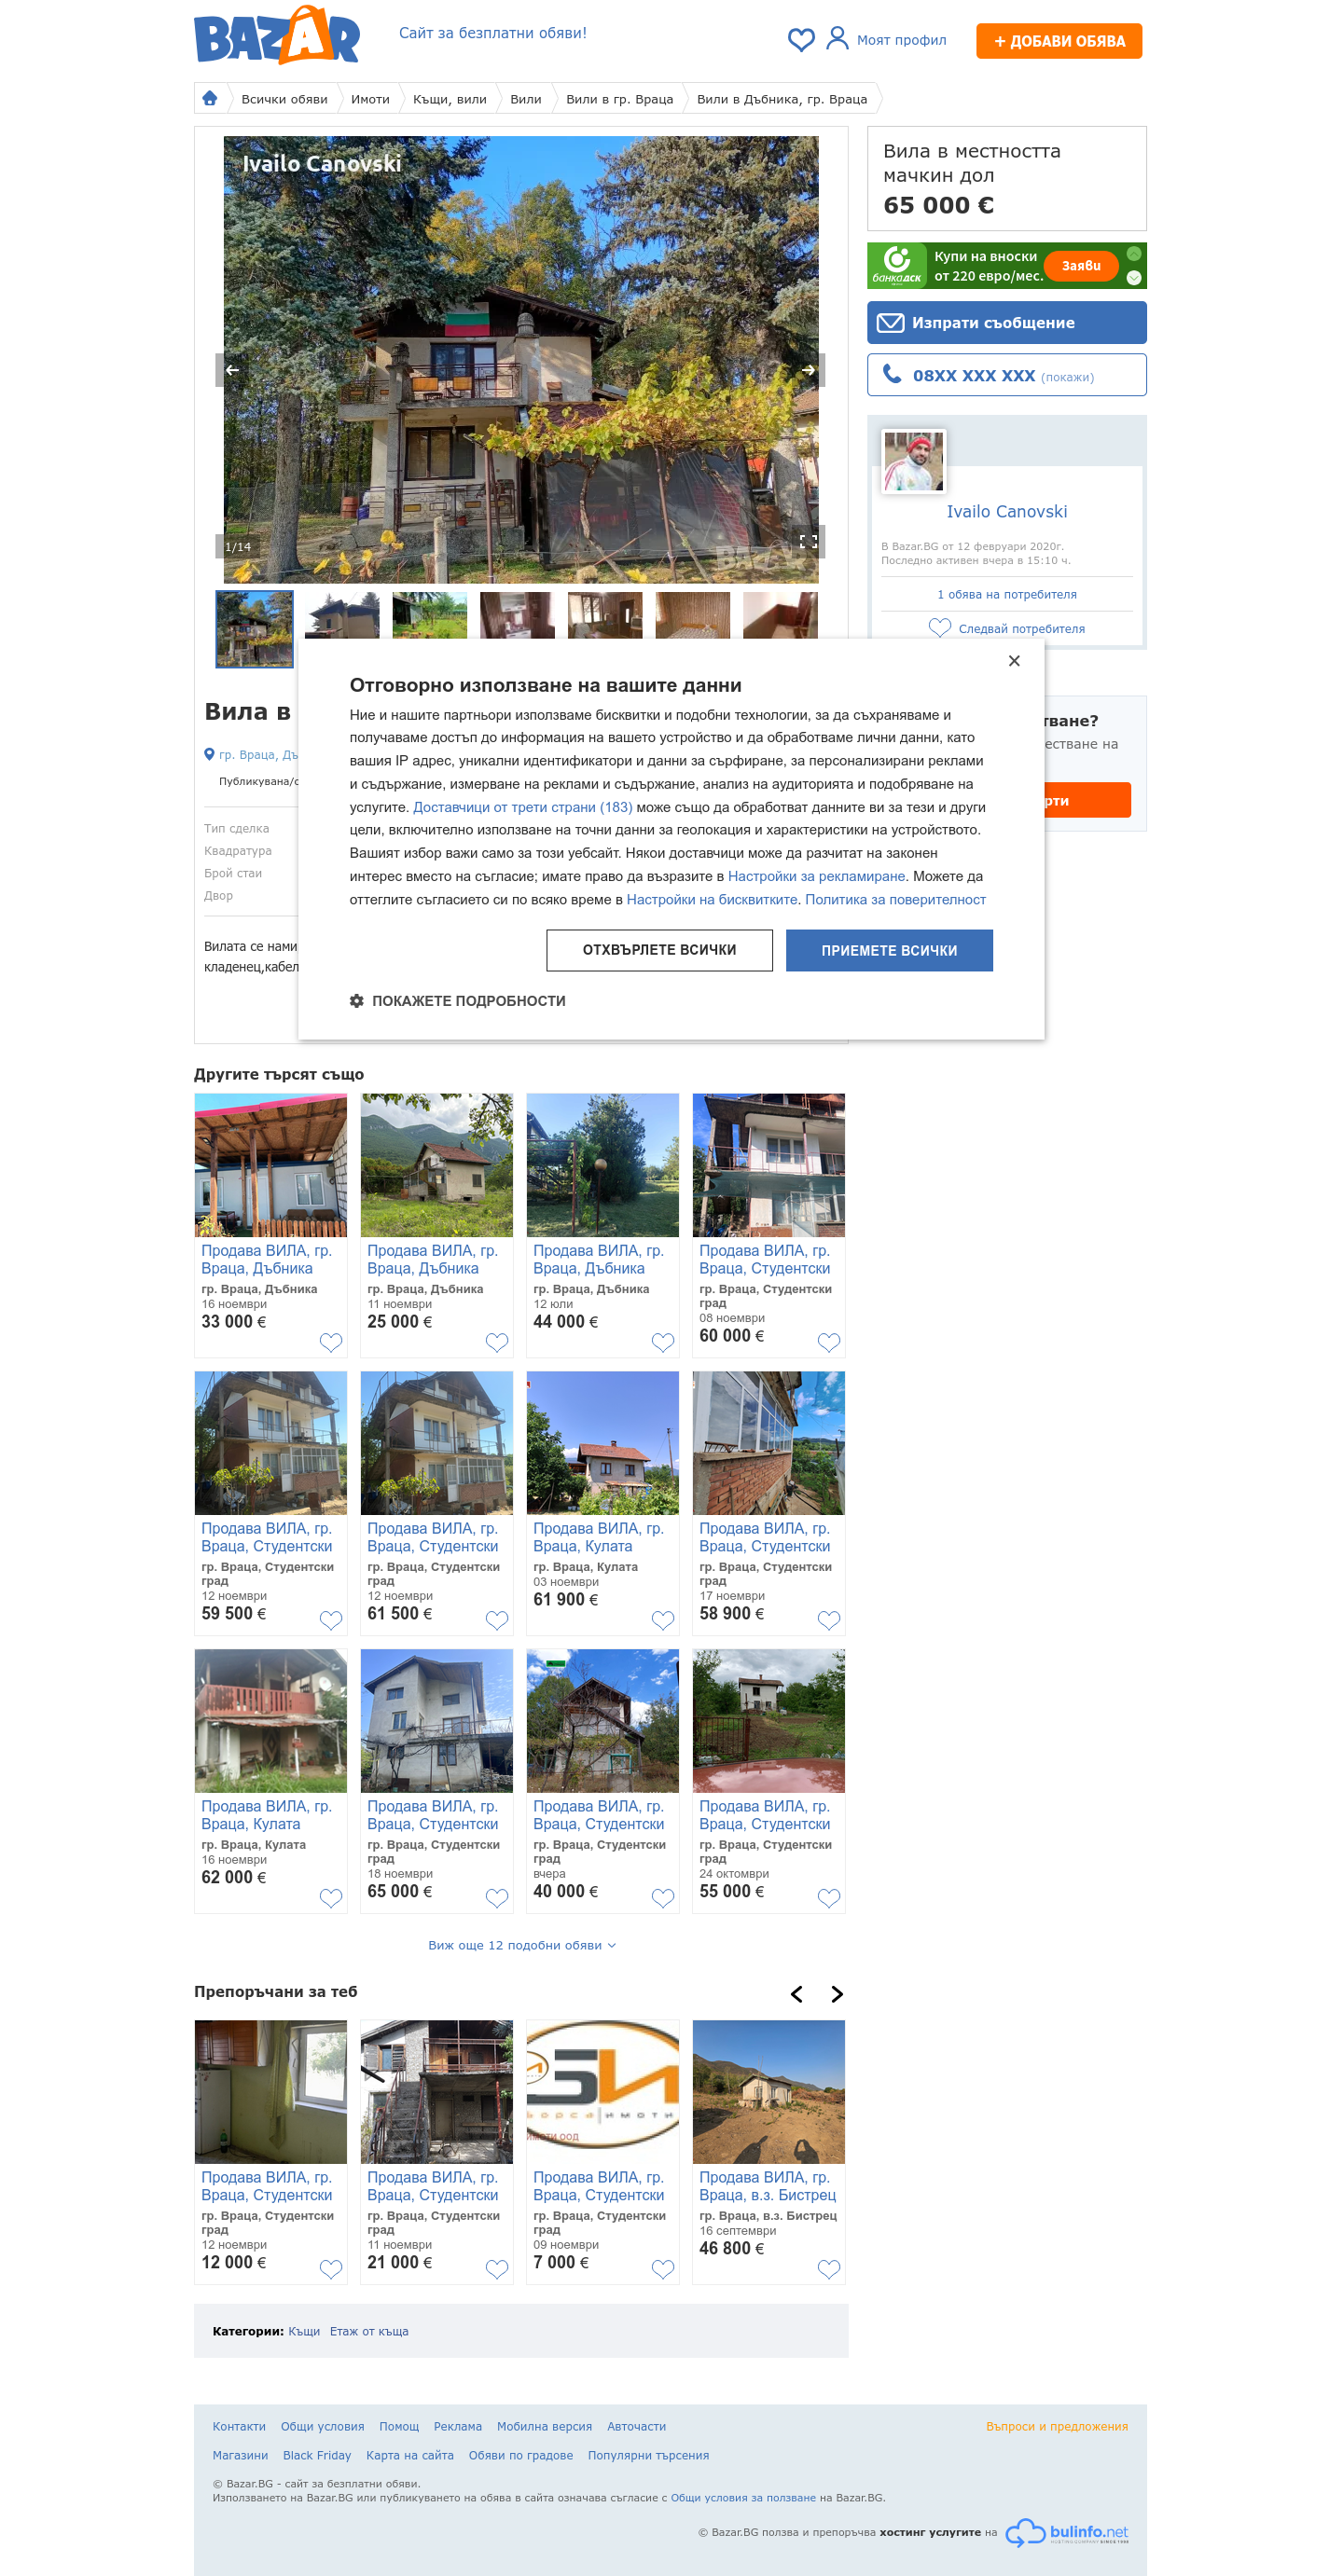 BAZAR
Сайт за безплатни обяви!
Моят профил
+ ДОБАВИ ОБЯВА
Всички обяви
Имоти
Къщи, вили
Вили
Вили в гр. Враца
Вили в Дъбника, гр. Враца
Ivailo Canovski
1/14
Вила в местността
мачкин дол
65 000 €
банкаДСК
Купи на вноски
от 220 евро/мес.
Заяви
Изпрати съобщение
08XX XXX XXX (покажи)
Ivailo Canovski
В Bazar.BG от 12 февруари 2020г.
Последно активен вчера в 15:10 ч.
1 обява на потребителя
Следвай потребителя
Вила в
гр. Враца,
Тип сделка
Квадратура
Брой стаи
Двор
Вилата се
Отговорно използване на вашите данни
Ние и нашите партньори използваме бисквитки и подобни технологии, за да съхраняваме и
получаваме достъп до информация на вашето устройство и да обработваме лични данни, като
вашия IP адрес, уникални идентификатори и данни за сърфиране, за персонализирани реклами
и съдържание, измерване на реклами и съдържание, анализ на аудиторията и подобряване на
услугите. Доставчици от трети страни (183) може също да обработват данните ви за тези и други
цели, включително използване на точни данни за геолокация и характеристики на устройството.
Вашият избор важи само за този уебсайт. Някои доставчици може да разчитат на законен
интерес вместо на съгласие; имате право да възразите в Настройки за рекламиране. Можете да
оттеглите съгласието си по всяко време в Настройки на бисквитките. Политика за поверителност
ОТХВЪРЛЕТЕ ВСИЧКИ
ПРИЕМЕТЕ ВСИЧКИ
ПОКАЖЕТЕ ПОДРОБНОСТИ
Другите търсят също
Продава ВИЛА, гр.
Враца, Дъбника
гр. Враца, Дъбника
16 ноември
33 000 €
Продава ВИЛА, гр.
Враца, Дъбника
гр. Враца, Дъбника
11 ноември
25 000 €
Продава ВИЛА, гр.
Враца, Дъбника
гр. Враца, Дъбника
12 юли
44 000 €
Продава ВИЛА, гр.
Враца, Студентски
гр. Враца, Студентски
град
08 ноември
60 000 €
Продава ВИЛА, гр.
Враца, Студентски
гр. Враца, Студентски
град
12 ноември
59 500 €
Продава ВИЛА, гр.
Враца, Студентски
гр. Враца, Студентски
град
12 ноември
61 500 €
Продава ВИЛА, гр.
Враца, Кулата
гр. Враца, Кулата
03 ноември
61 900 €
Продава ВИЛА, гр.
Враца, Студентски
гр. Враца, Студентски
град
17 ноември
58 900 €
Продава ВИЛА, гр.
Враца, Кулата
гр. Враца, Кулата
16 ноември
62 000 €
Продава ВИЛА, гр.
Враца, Студентски
гр. Враца, Студентски
град
18 ноември
65 000 €
Продава ВИЛА, гр.
Враца, Студентски
гр. Враца, Студентски
град
вчера
40 000 €
Продава ВИЛА, гр.
Враца, Студентски
гр. Враца, Студентски
град
24 октомври
55 000 €
Виж още 12 подобни обяви
Препоръчани за теб
Продава ВИЛА, гр.
Враца, Студентски
гр. Враца, Студентски
град
12 ноември
12 000 €
Продава ВИЛА, гр.
Враца, Студентски
гр. Враца, Студентски
град
11 ноември
21 000 €
Продава ВИЛА, гр.
Враца, Студентски
гр. Враца, Студентски
град
09 ноември
7 000 €
Продава ВИЛА, гр.
Враца, в.з. Бистрец
гр. Враца, в.з. Бистрец
16 септември
46 800 €
Категории: Къщи Етаж от къща
Контакти Общи условия Помощ Реклама Мобилна версия Авточасти
Въпроси и предложения
Магазини Black Friday Карта на сайта Обяви по градове Популярни търсения
© Bazar.BG - сайт за безплатни обяви.
Използването на Bazar.BG или публикуването на обява в сайта означава съгласие с Общи условия за ползване на Bazar.BG.
© Bazar.BG ползва и препоръчва хостинг услугите на
bulinfo.net